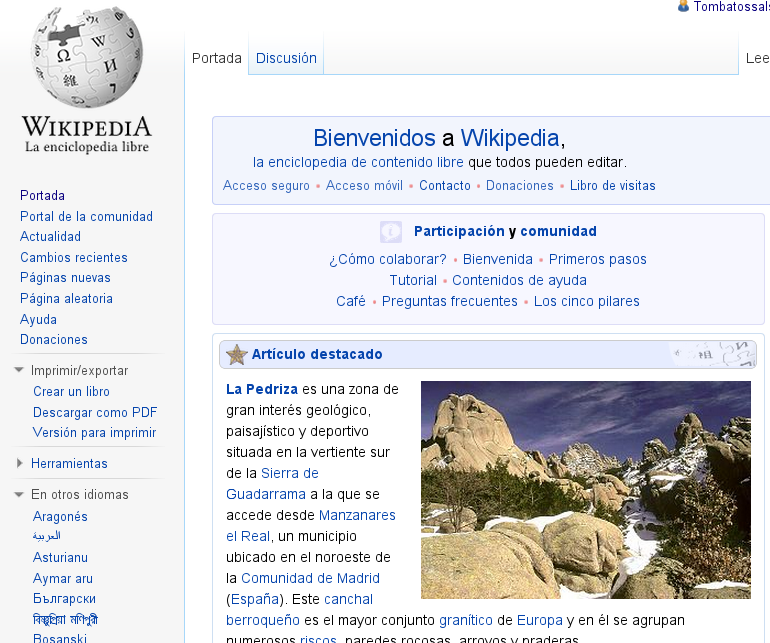 Tombatossals
WIKIPEDIA
La enciclopedia libre
Portada
Discusión
Lee
Bienvenidos a Wikipedia,
la enciclopedia de contenido libre que todos pueden editar.
Acceso seguro • Acceso móvil • Contacto • Donaciones • Libro de visitas
Portada
Portal de la comunidad
Actualidad
Cambios recientes
Páginas nuevas
Página aleatoria
Ayuda
Donaciones
Imprimir/exportar
Crear un libro
Descargar como PDF
Versión para imprimir
Herramientas
En otros idiomas
Aragonés
العربية
Asturianu
Aymar aru
Български
বিষ্ণুপ্রিয়া মণিপুরী
Bosanski
Participación y comunidad
¿Cómo colaborar? • Bienvenida • Primeros pasos
Tutorial • Contenidos de ayuda
Café • Preguntas frecuentes • Los cinco pilares
Artículo destacado
La Pedriza es una zona de
gran interés geológico,
paisajístico y deportivo
situada en la vertiente sur
de la Sierra de
Guadarrama a la que se
accede desde Manzanares
el Real, un municipio
ubicado en el noroeste de
la Comunidad de Madrid
(España). Este canchal
berroqueño es el mayor conjunto granítico de Europa y en él se agrupan
numerosos riscos, paredes rocosas, arroyos y praderas.